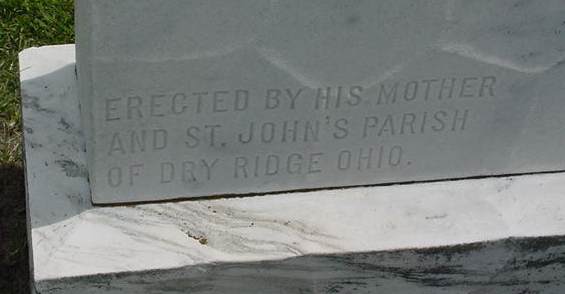 ERECTED BY HIS MOTHER
AND ST. JOHN'S PARISH
OF DRY RIDGE OHIO.